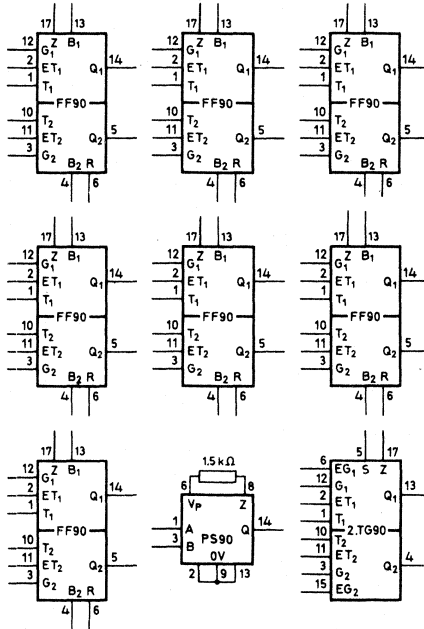 17 13 17 13 17 13
12 Z B1 12 Z B1 12 Z B1
G1 14 G1 14 G1 14
2 ET1 Q1 2 ET1 Q1 2 ET1 Q1
1 T1 1 T1 1 T1
FF90 FF90 FF90
10 T2 10 T2 10 T2
11 ET2 Q2 5 11 ET2 Q2 5 11 ET2 Q2 5
3 G2 3 G2 3 G2
B2 R B2 R B2 R
4 6 4 6 4 6
17 13 17 13 17 13
12 Z B1 12 Z B1 12 Z B1
G1 14 G1 14 G1 14
2 ET1 Q1 2 ET1 Q1 2 ET1 Q1
1 T1 1 T1 1 T1
FF90 FF90 FF90
10 T2 10 T2 10 T2
11 ET2 Q2 5 11 ET2 Q2 5 11 ET2 Q2 5
3 G2 3 G2 3 G2
B2 R B2 R B2 R
4 6 4 6 4 6
17 13 1.5 kΩ 5 17
12 Z B1 6 8 6 EG1 S Z
G1 14 VP Z 12 G1 13
2 ET1 Q1 2 ET1 Q1
1 T1 1 A Q 14 1 T1
FF90 3 B PS90 2.TG90
10 T2 0V 10 T2
11 ET2 Q2 5 11 ET2 Q2 4
3 G2 2 9 13 3 G2
B2 R 15 EG2
4 6